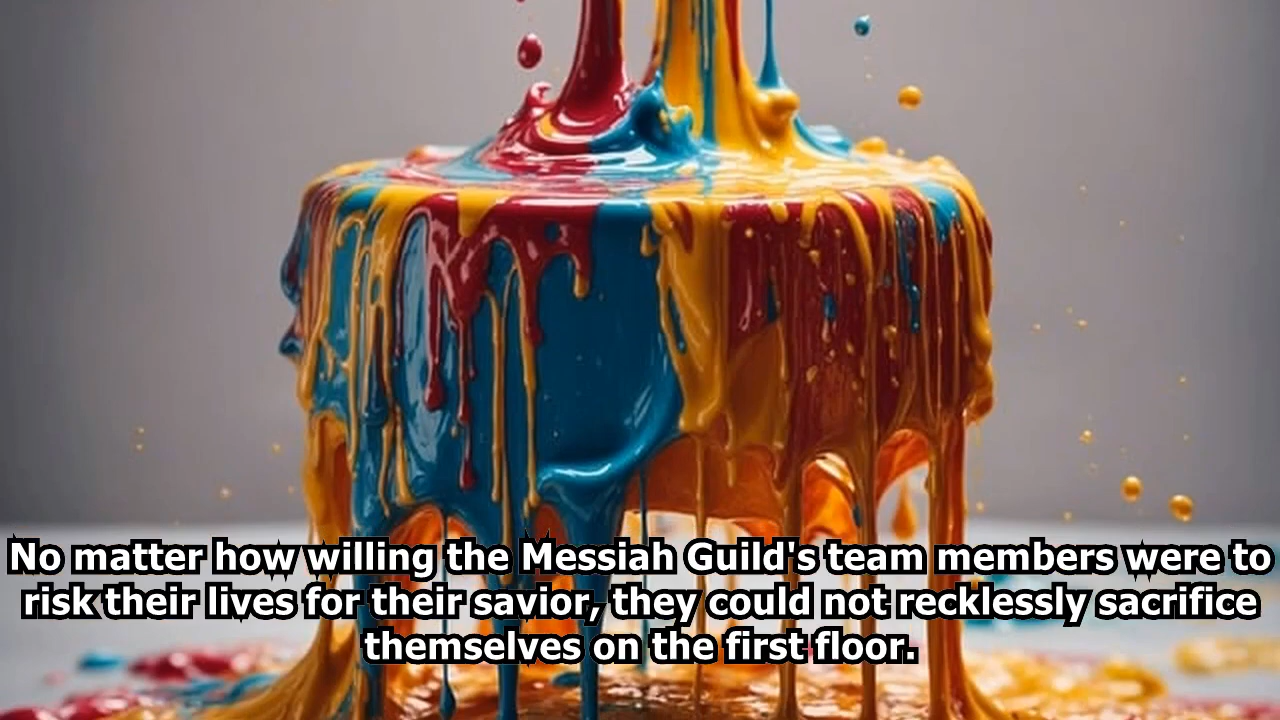 No matter how willing the Messiah Guild's team members were to
risk their lives for their savior, they could not recklessly sacrifice
themselves on the first floor.